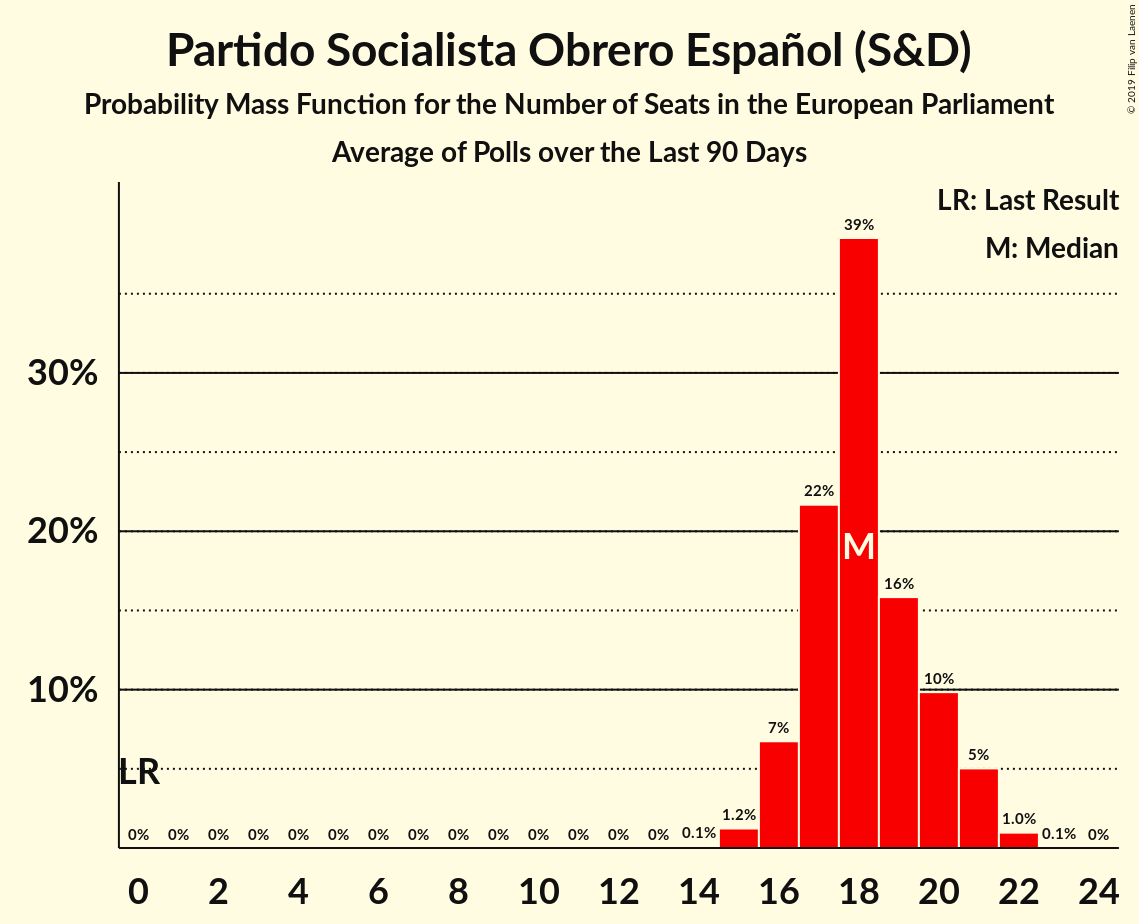 Partido Socialista Obrero Español (S&D)
Probability Mass Function for the Number of Seats in the European Parliament
Average of Polls over the Last 90 Days
© 2019 Filip van Laenen
LR: Last Result
M: Median
39%
30%
22%
20%
M
16%
10%
10%
7%
5%
LR
0% 0% 0% 0% 0% 0% 0% 0% 0% 0% 0% 0% 0% 0% 0.1% 1.2% 1.0% 0.1% 0%
0 2 4 6 8 10 12 14 16 18 20 22 24